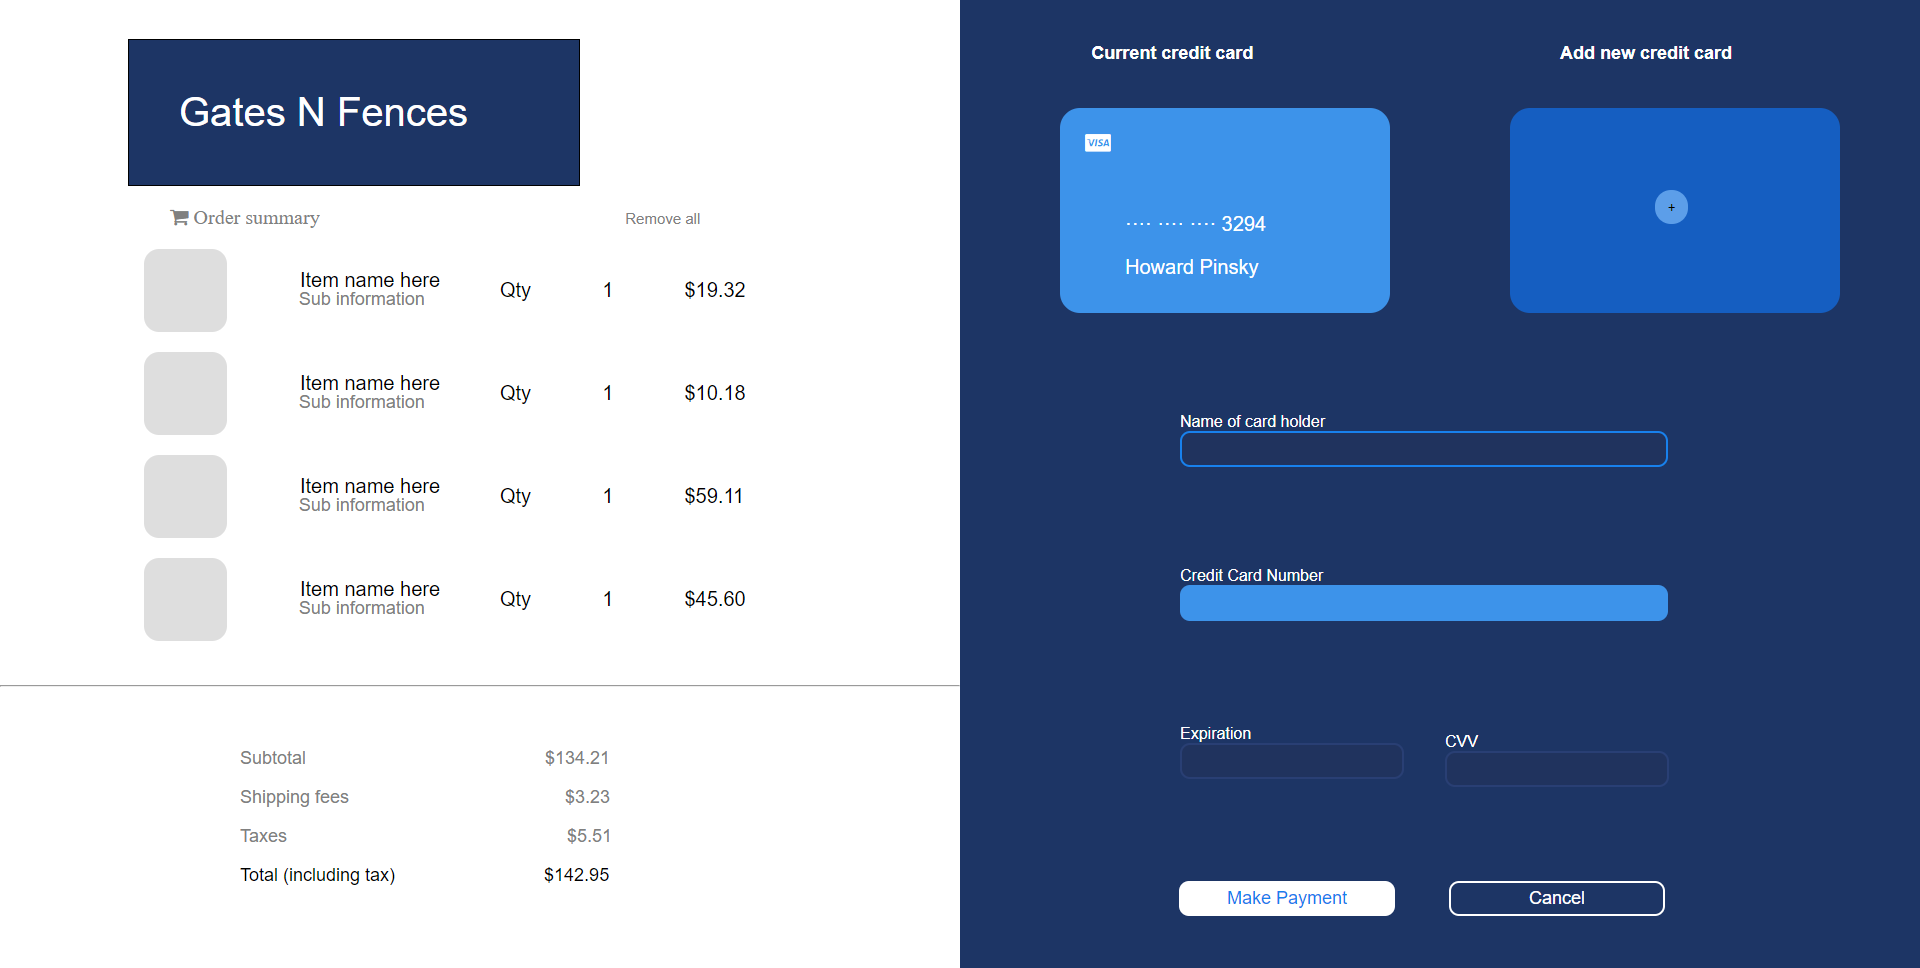 Gates N Fences
Order summary
Remove all
Item name here
Sub information
Qty 1 $19.32
Item name here
Sub information
Qty 1 $10.18
Item name here
Sub information
Qty 1 $59.11
Item name here
Sub information
Qty 1 $45.60
Subtotal $134.21
Shipping fees $3.23
Taxes $5.51
Total (including tax) $142.95
Current credit card
VISA
.... .... .... 3294
Howard Pinsky
Add new credit card
+
Name of card holder
Credit Card Number
Expiration
CVV
Make Payment
Cancel